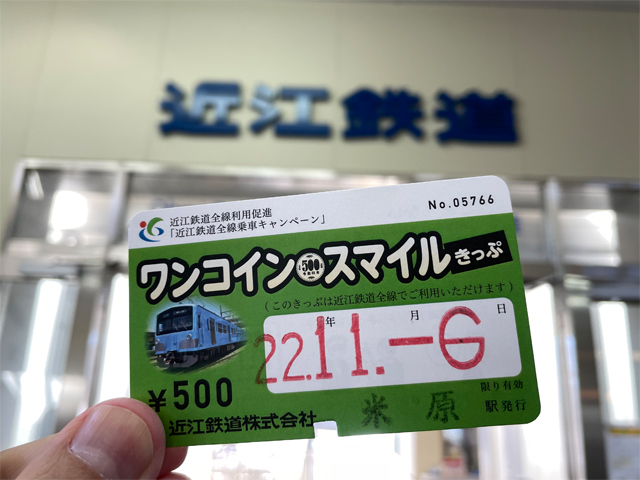 近江鉄道
近江鉄道全線利用促進
「近江鉄道全線乗車キャンペーン」
No.05766
ワンコイン500スマイルきっぷ
(このきっぷは近江鉄道全線でご利用いただけます)
年 月 日
22.11.-6
¥500
限り有効
米原 駅発行
近江鉄道株式会社